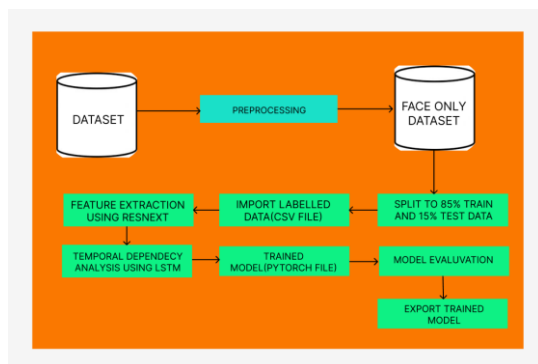 DATASET
PREPROCESSING
FACE ONLY
DATASET
FEATURE EXTRACTION
USING RESNEXT
IMPORT LABELLED
DATA(CSV FILE)
SPLIT TO 85% TRAIN
AND 15% TEST DATA
TEMPORAL DEPENDECY
ANALYSIS USING LSTM
TRAINED
MODEL(PYTORCH FILE)
MODEL EVALUVATION
EXPORT TRAINED
MODEL